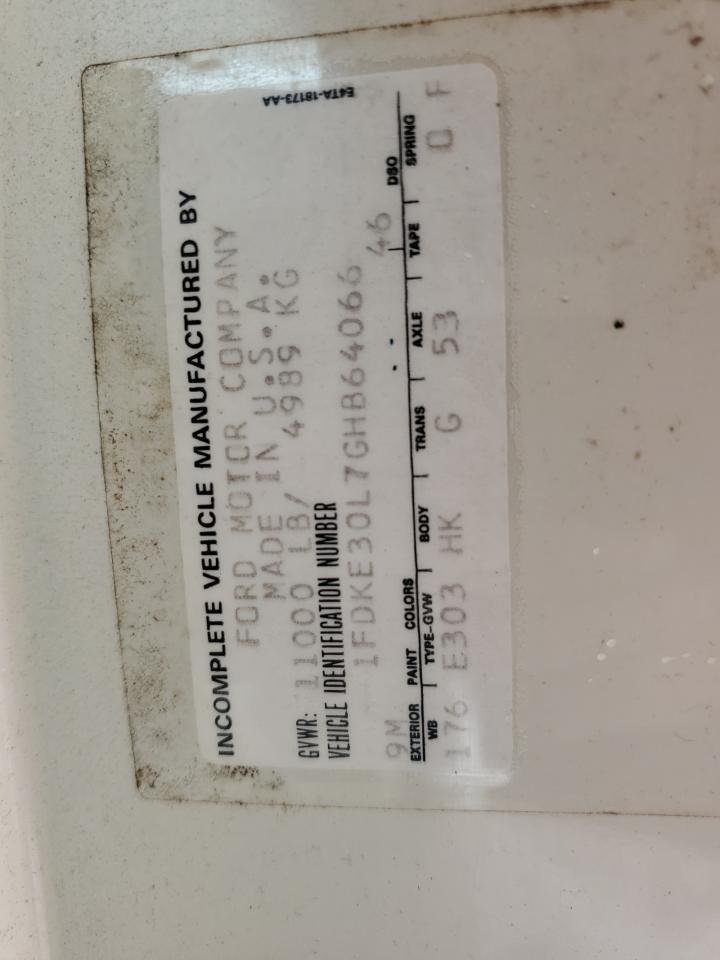 INCOMPLETE VEHICLE MANUFACTURED BY
FORD MOTOR COMPANY
MADE IN U.S.A.
GVWR: 11000 LB/ 4989 KG
VEHICLE IDENTIFICATION NUMBER
1FDKE30L7GHB64066
9M 46
EXTERIOR PAINT COLORS DSO
WB TYPE-GVW BODY TRANS AXLE TAPE SPRING
176 E303 HK G 53 Q F
E4TA-18173-AA